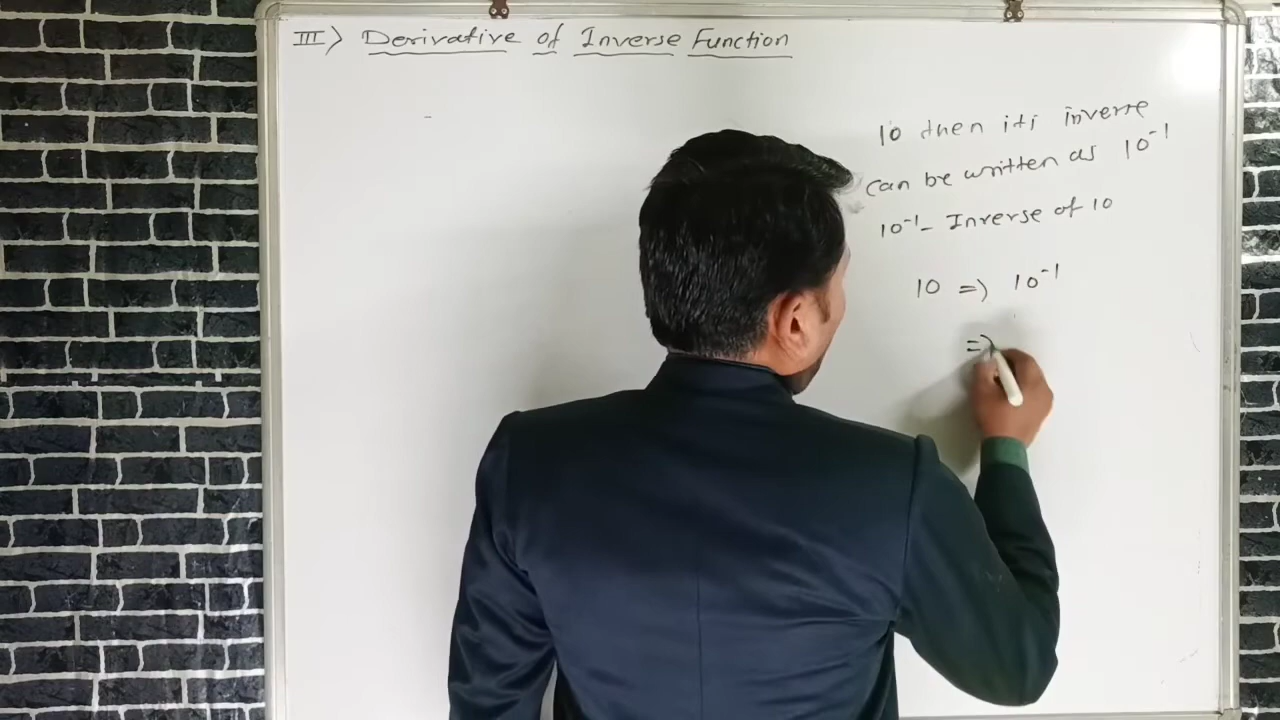 III) Derivative of Inverse Function
10 then its inverse
can be written as 10⁻¹
10⁻¹- Inverse of 10
10 => 10⁻¹
=>